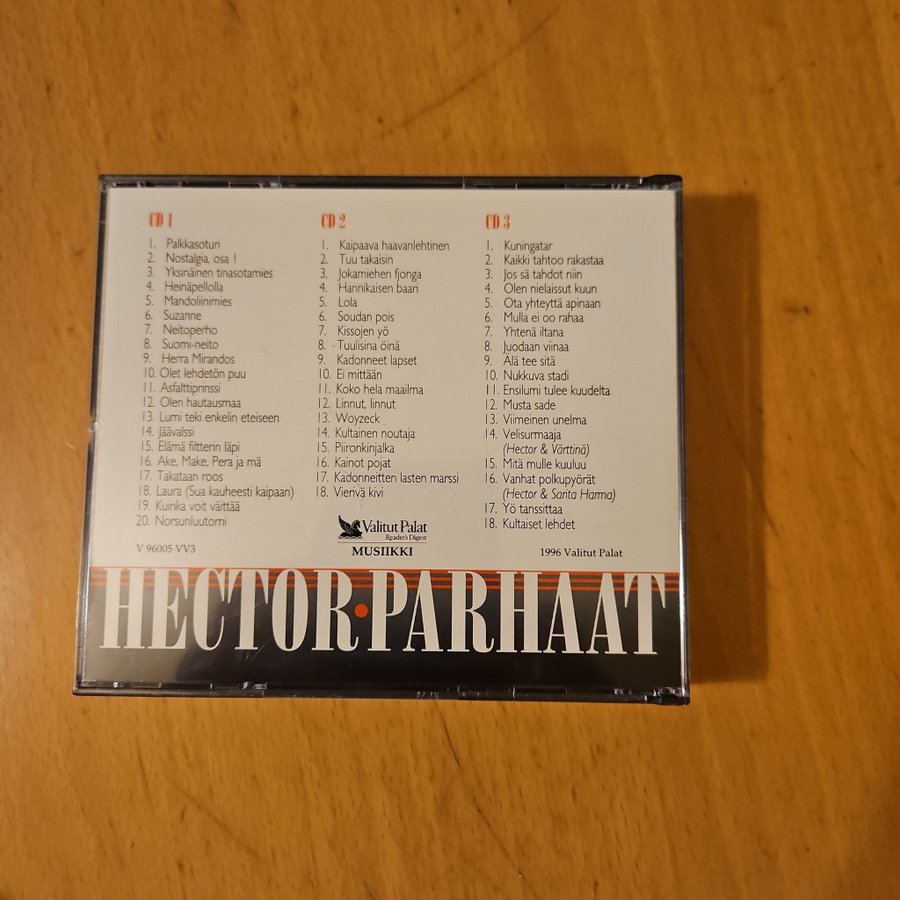 CD 1
1. Palkkasoturi
2. Nostalgia, osa 1
3. Yksinäinen tinasotamies
4. Heinäpellolla
5. Mandoliinimies
6. Suzanne
7. Neitoperho
8. Suomi-neito
9. Herra Mirandos
10. Olet lehdetön puu
11. Asfalttiprinssi
12. Olen hautausmaa
13. Lumi teki enkelin eteiseen
14. Jäävalssi
15. Elämä filtterin läpi
16. Ake, Make, Pera ja mä
17. Takataan roos
18. Laura (Sua kauheesti kaipaan)
19. Kuinka voit väittää
20. Norsunluutorni
V 96005 VV3
CD 2
1. Kaipaava haavanlehtinen
2. Tuu takaisin
3. Jokamiehen fjonga
4. Hannikaisen baari
5. Lola
6. Soudan pois
7. Kissojen yö
8. - Tuulisina öinä
9. Kadonneet lapset
10. Ei mittään
11. Koko hela maailma
12. Linnut, linnut
13. Woyzeck
14. Kultainen noutaja
15. Piironkinjalka
16. Kainot pojat
17. Kadonneitten lasten marssi
18. Vierivä kivi
Valitut Palat
Reader's Digest
MUSIIKKI
CD 3
1. Kuningatar
2. Kaikki tahtoo rakastaa
3. Jos sä tahdot niin
4. Olen nielaissut kuun
5. Ota yhteyttä apinaan
6. Mulla ei oo rahaa
7. Yhtenä iltana
8. Juodaan viinaa
9. Älä tee sitä
10. Nukkuva stadi
11. Ensilumi tulee kuudelta
12. Musta sade
13. Viimeinen unelma
14. Velisurmaaja
(Hector & Värttinä)
15. Mitä mulle kuuluu
16. Vanhat polkupyörät
(Hector & Santa Harma)
17. Yö tanssittaa
18. Kultaiset lehdet
1996 Valitut Palat
HECTOR•PARHAAT